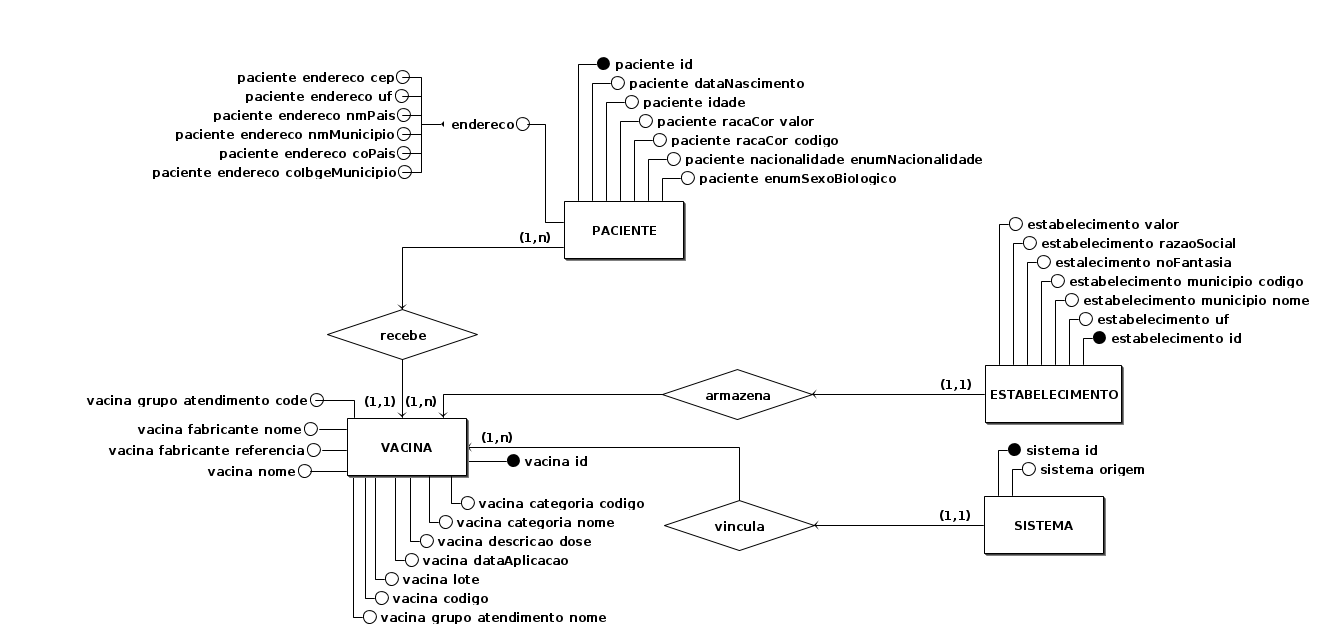 paciente id
paciente dataNascimento
paciente idade
paciente racaCor valor
paciente racaCor codigo
paciente nacionalidade enumNacionalidade
paciente enumSexoBiologico
paciente endereco cep
paciente endereco uf
paciente endereco nmPais
paciente endereco nmMunicipio
paciente endereco coPais
paciente endereco coIbgeMunicipio
endereco
PACIENTE
(1,n)
recebe
estabelecimento valor
estabelecimento razaoSocial
estalecimento noFantasia
estabelecimento municipio codigo
estabelecimento municipio nome
estabelecimento uf
estabelecimento id
ESTABELECIMENTO
(1,1)
armazena
(1,1)
(1,n)
vacina grupo atendimento code
vacina fabricante nome
vacina fabricante referencia
vacina nome
VACINA
(1,n)
vacina id
sistema id
sistema origem
SISTEMA
(1,1)
vincula
vacina categoria codigo
vacina categoria nome
vacina descricao dose
vacina dataAplicacao
vacina lote
vacina codigo
vacina grupo atendimento nome